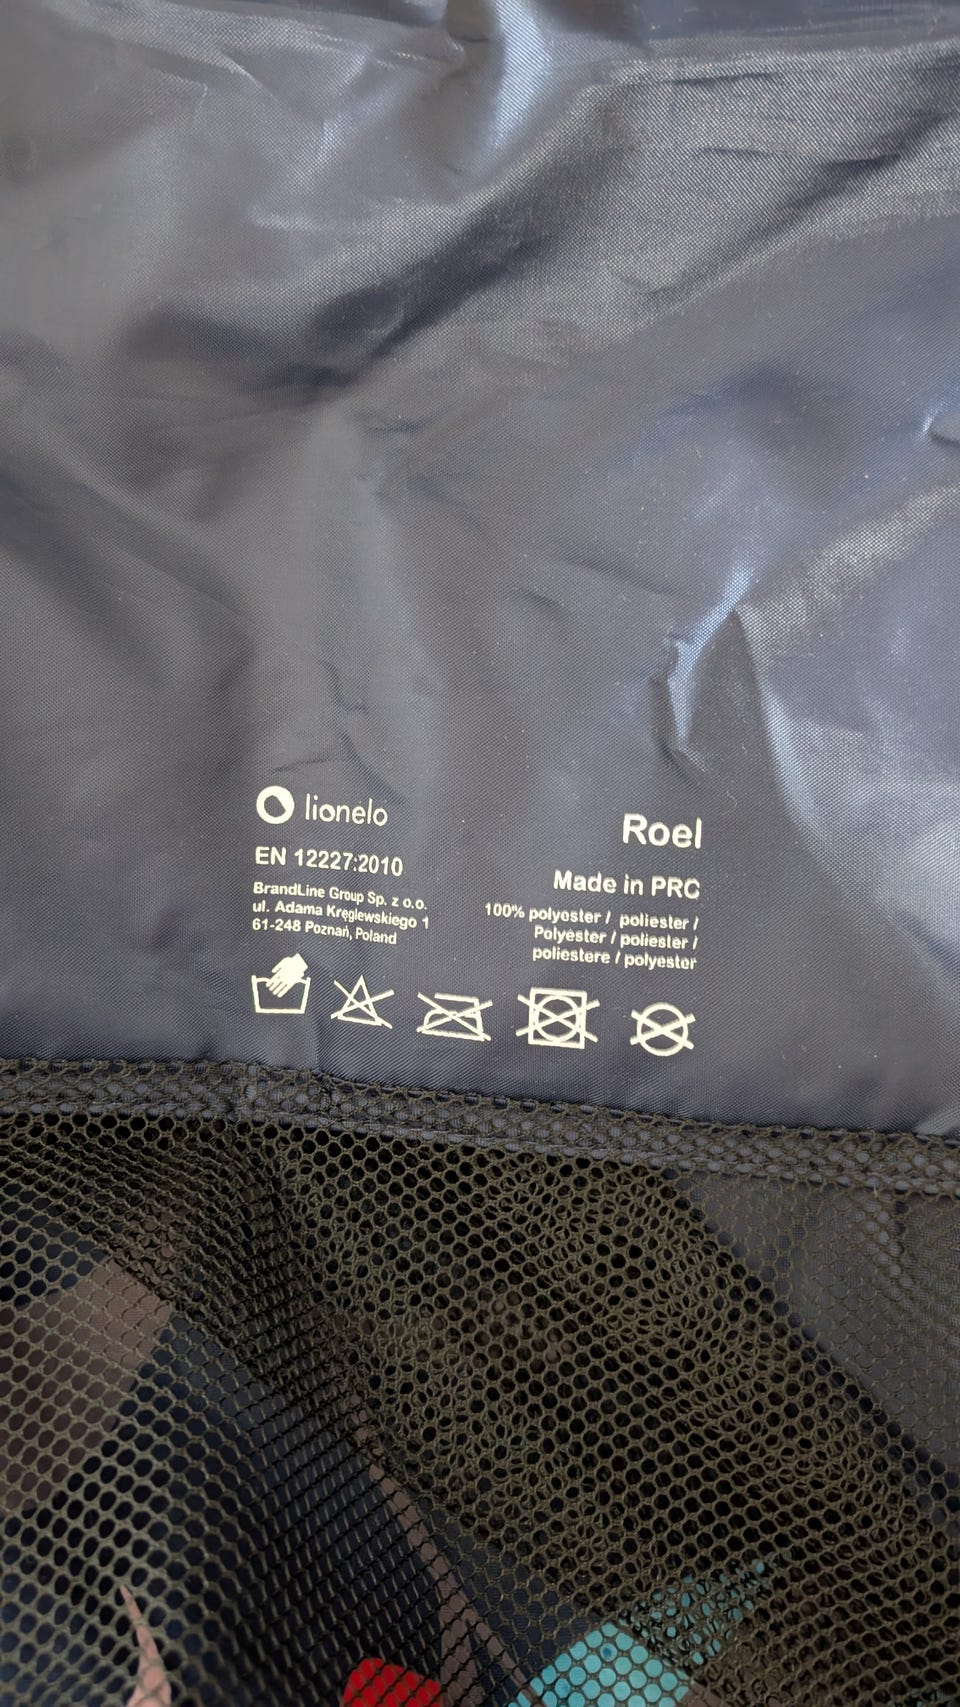 lionelo
EN 12227:2010
BrandLine Group Sp. z o.o.
ul. Adama Kręglewskiego 1
61-248 Poznań, Poland
Roel
Made in PRC
100% polyester / poliester /
Polyester / poliester /
poliestere / polyester